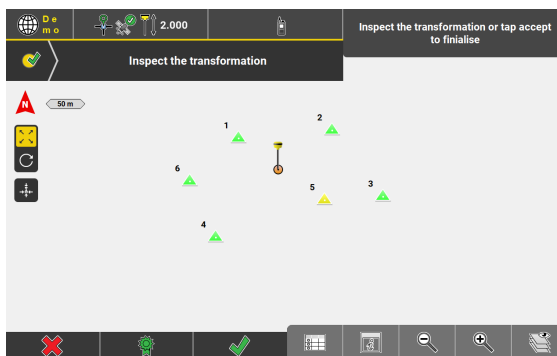 De
mo
2.000
Inspect the transformation or tap accept
to finialise
Inspect the transformation
N
50 m
1
2
6
5
3
4